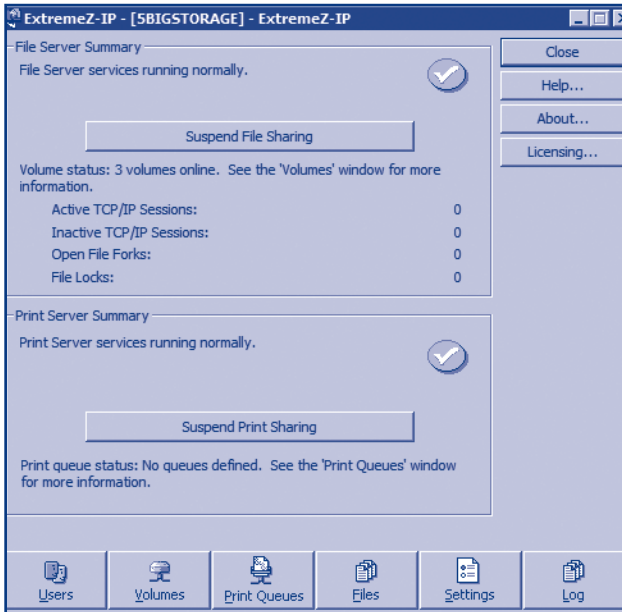 ExtremeZ-IP - [5BIGSTORAGE] - ExtremeZ-IP
File Server Summary
File Server services running normally.
Suspend File Sharing
Volume status: 3 volumes online. See the 'Volumes' window for more
information.
Active TCP/IP Sessions: 0
Inactive TCP/IP Sessions: 0
Open File Forks: 0
File Locks: 0
Print Server Summary
Print Server services running normally.
Suspend Print Sharing
Print queue status: No queues defined. See the 'Print Queues' window
for more information.
Close
Help...
About...
Licensing...
Users
Volumes
Print Queues
Files
Settings
Log